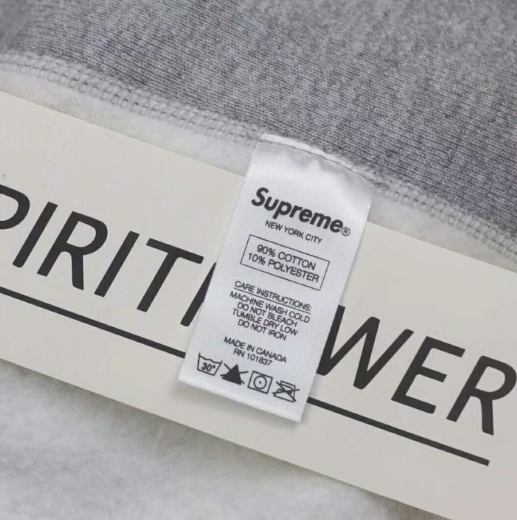 PIRIT
WER
Supreme®
NEW YORK CITY
90% COTTON
10% POLYESTER
CARE INSTRUCTIONS:
MACHINE WASH COLD
DO NOT BLEACH
TUMBLE DRY LOW
DO NOT IRON
MADE IN CANADA
RN 101837
30°